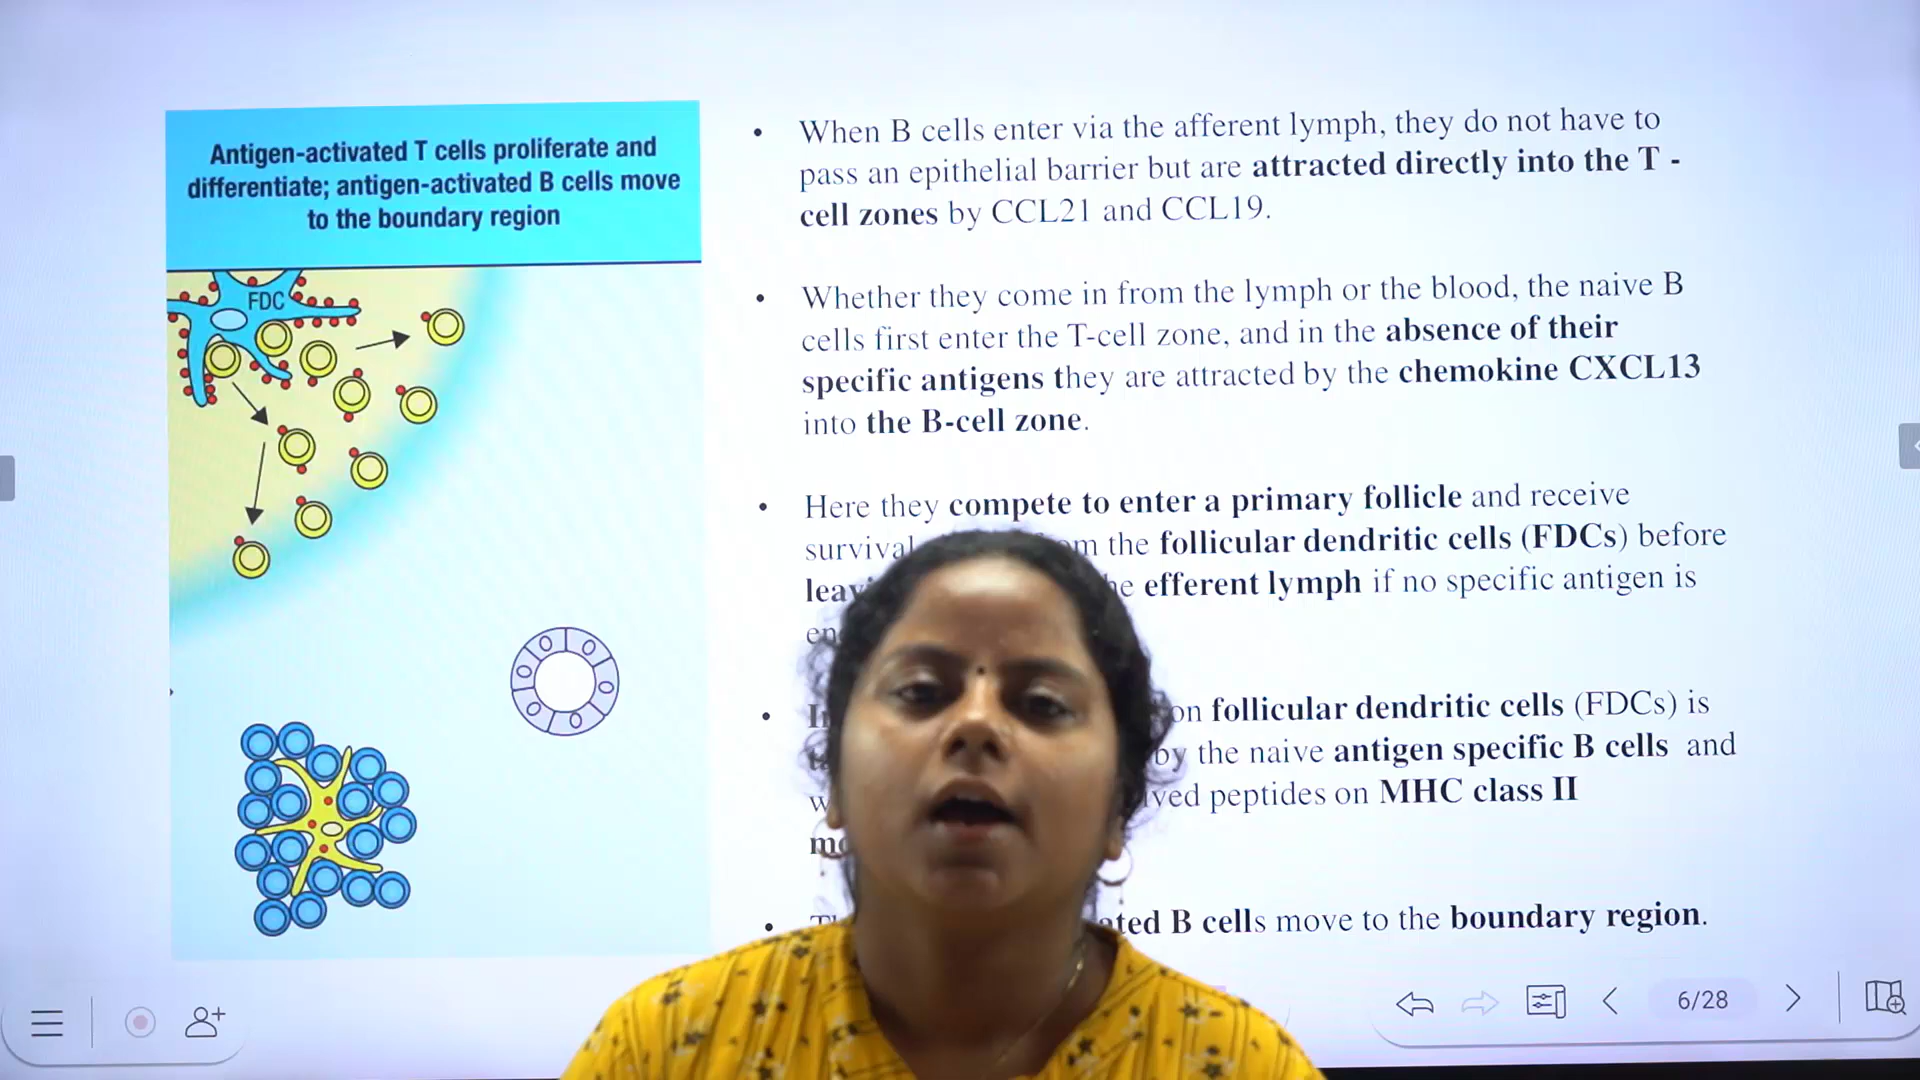 Antigen-activated T cells proliferate and
differentiate; antigen-activated B cells move
to the boundary region
FDC
• When B cells enter via the afferent lymph, they do not have to
pass an epithelial barrier but are attracted directly into the T -
cell zones by CCL21 and CCL19.
• Whether they come in from the lymph or the blood, the naive B
cells first enter the T-cell zone, and in the absence of their
specific antigens they are attracted by the chemokine CXCL13
into the B-cell zone.
• Here they compete to enter a primary follicle and receive
survival the follicular dendritic cells (FDCs) before
efferent lymph if no specific antigen is
• on follicular dendritic cells (FDCs) is
by the naive antigen specific B cells and
peptides on MHC class II
• B cells move to the boundary region.
6/28